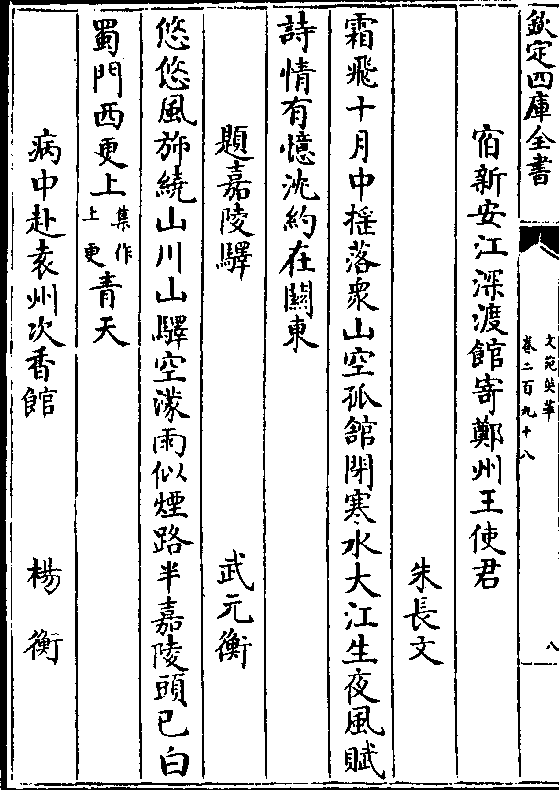 欽定四庫全書
文苑英華
卷二百九十八
八
宿新安江深渡館寄鄭州王使君
朱長文
霜飛十月中揺落衆山空孤舘閉寒水大江生夜風賦
詩情有憶沈約在關東
題嘉陵驛
武元衡
悠悠風斾繞山川山驛空濛雨似煙路半嘉陵頭已白
蜀門西更上集作上更青天
病中赴袁州次香館
楊衡